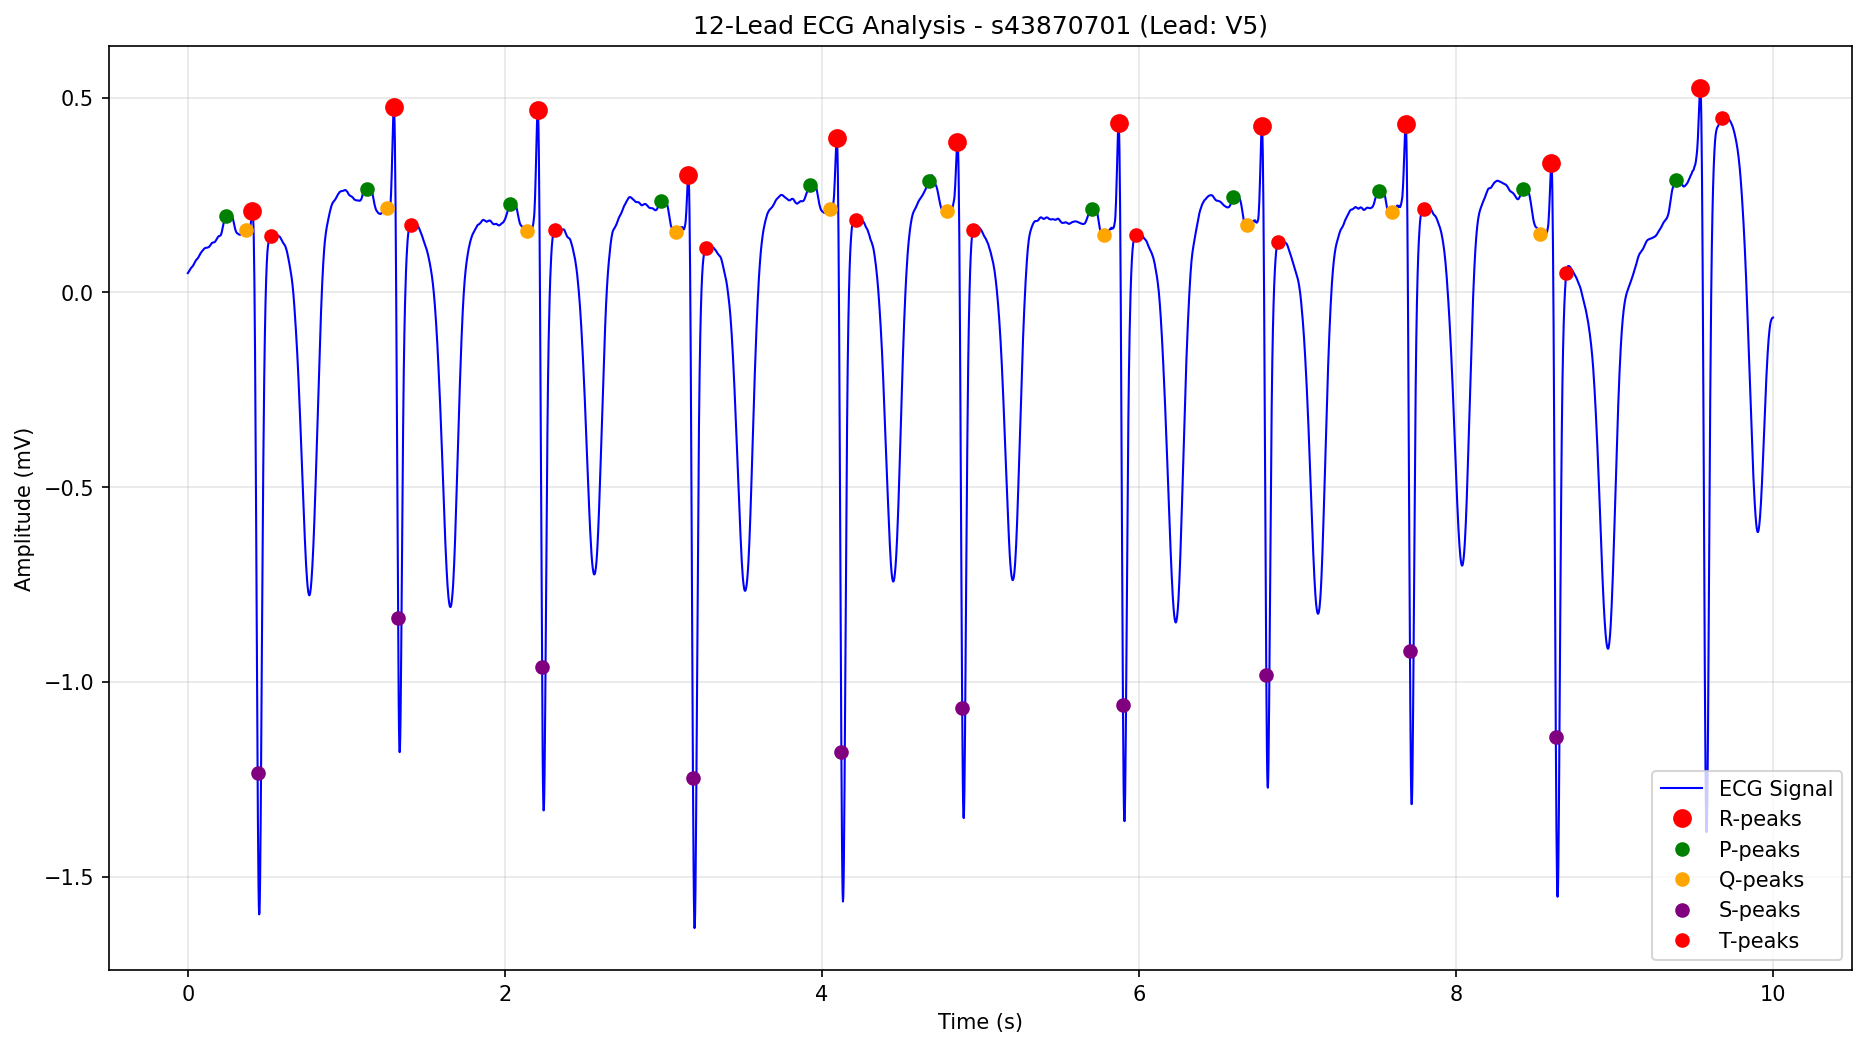 12-Lead ECG Analysis - s43870701 (Lead: V5)
0.5
0.0
−0.5
−1.0
−1.5
Amplitude (mV)
0 2 4 6 8 10
Time (s)
ECG Signal
R-peaks
P-peaks
Q-peaks
S-peaks
T-peaks